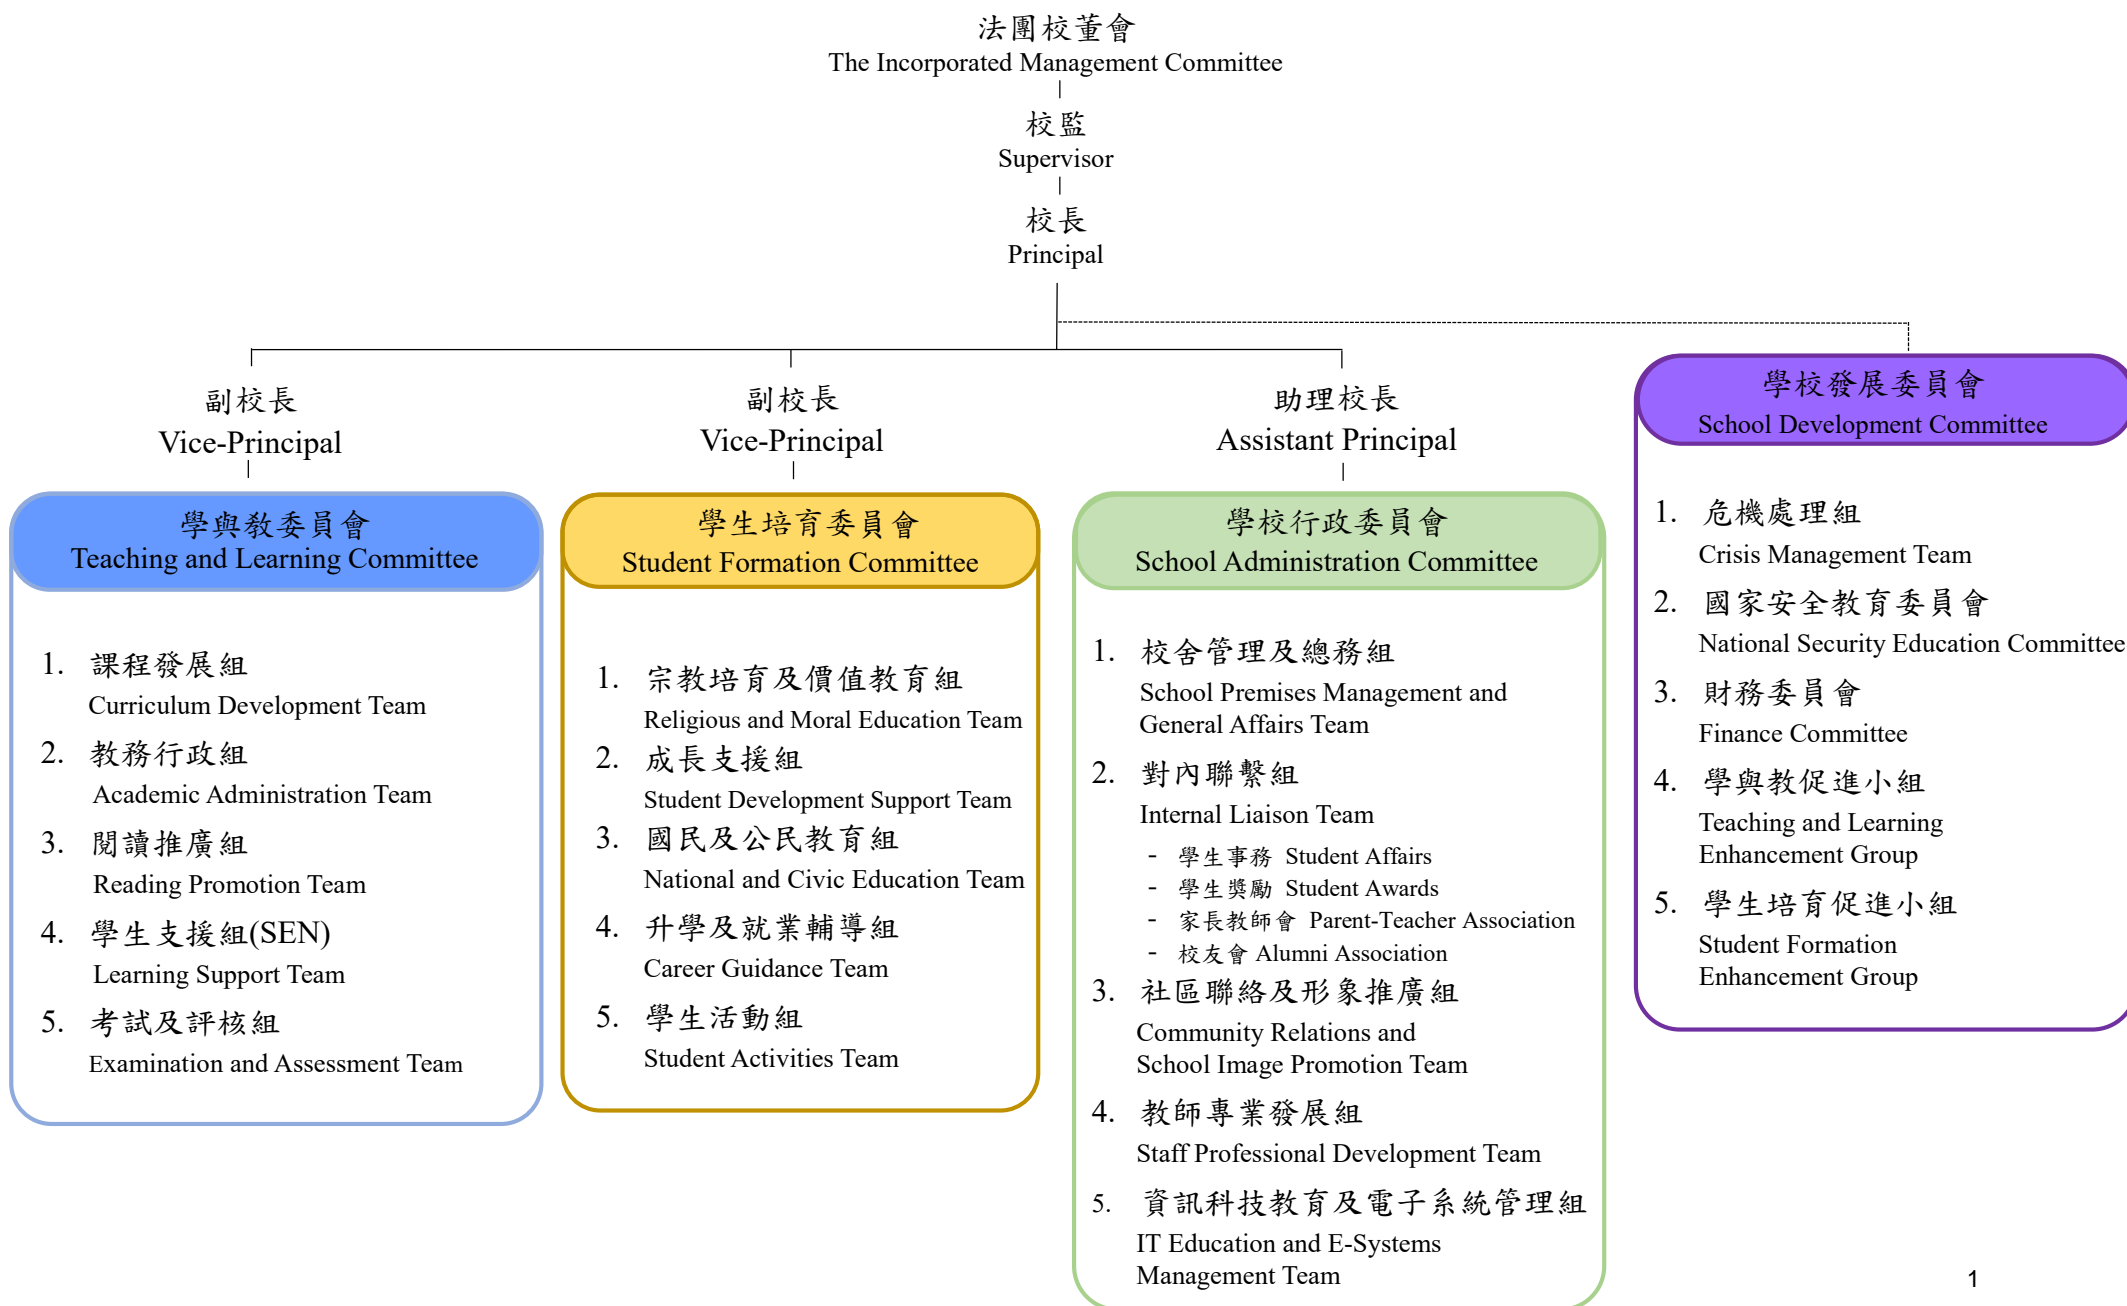 法團校董會
The Incorporated Management Committee
校監
Supervisor
校長
Principal
副校長
Vice-Principal
學與教委員會
Teaching and Learning Committee
1. 課程發展組
Curriculum Development Team
2. 教務行政組
Academic Administration Team
3. 閱讀推廣組
Reading Promotion Team
4. 學生支援組(SEN)
Learning Support Team
5. 考試及評核組
Examination and Assessment Team
副校長
Vice-Principal
學生培育委員會
Student Formation Committee
1. 宗教培育及價值教育組
Religious and Moral Education Team
2. 成長支援組
Student Development Support Team
3. 國民及公民教育組
National and Civic Education Team
4. 升學及就業輔導組
Career Guidance Team
5. 學生活動組
Student Activities Team
助理校長
Assistant Principal
學校行政委員會
School Administration Committee
1. 校舍管理及總務組
School Premises Management and
General Affairs Team
2. 對內聯繫組
Internal Liaison Team
- 學生事務 Student Affairs
- 學生獎勵 Student Awards
- 家長教師會 Parent-Teacher Association
- 校友會 Alumni Association
3. 社區聯絡及形象推廣組
Community Relations and
School Image Promotion Team
4. 教師專業發展組
Staff Professional Development Team
5. 資訊科技教育及電子系統管理組
IT Education and E-Systems
Management Team
學校發展委員會
School Development Committee
1. 危機處理組
Crisis Management Team
2. 國家安全教育委員會
National Security Education Committee
3. 財務委員會
Finance Committee
4. 學與教促進小組
Teaching and Learning
Enhancement Group
5. 學生培育促進小組
Student Formation
Enhancement Group
1